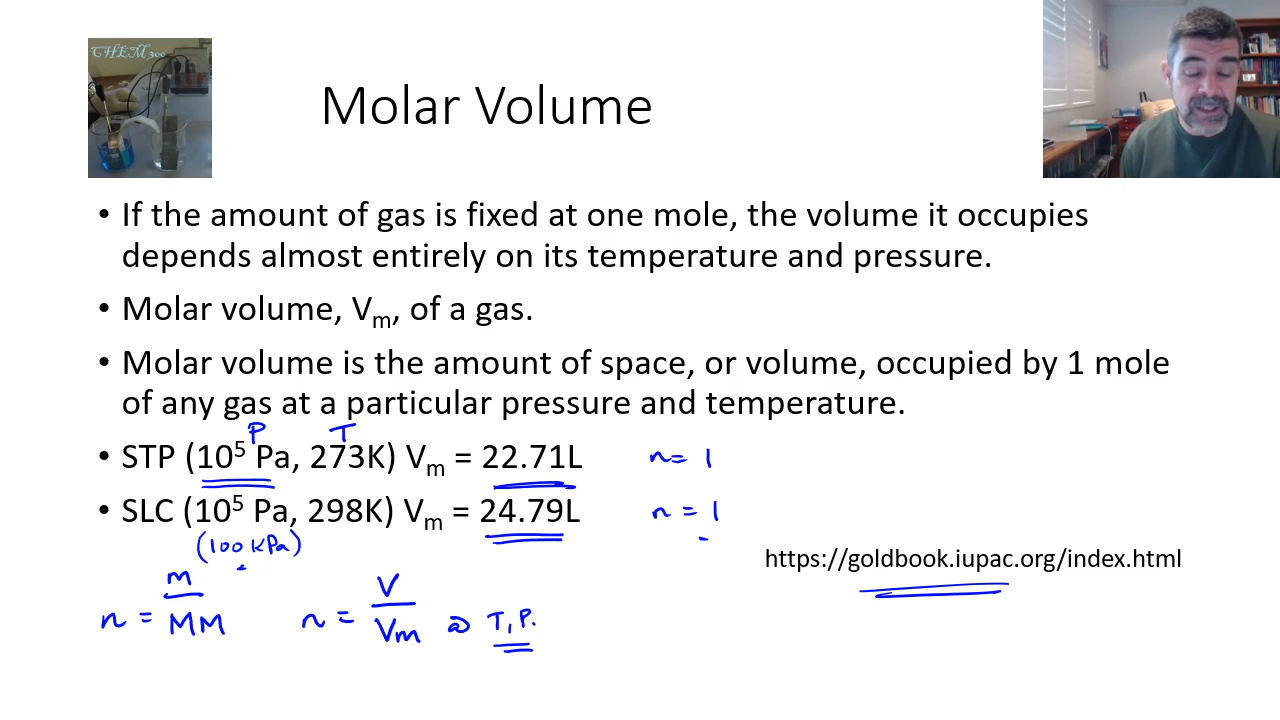 CHEM 300
Molar Volume
• If the amount of gas is fixed at one mole, the volume it occupies
depends almost entirely on its temperature and pressure.
• Molar volume, Vₘ, of a gas.
• Molar volume is the amount of space, or volume, occupied by 1 mole
of any gas at a particular pressure and temperature.
P T
• STP (10⁵ Pa, 273K) Vₘ = 22.71L n = 1
• SLC (10⁵ Pa, 298K) Vₘ = 24.79L n = 1
(100 kPa)
https://goldbook.iupac.org/index.html
n = m/MM n = V/Vm @ T, P.